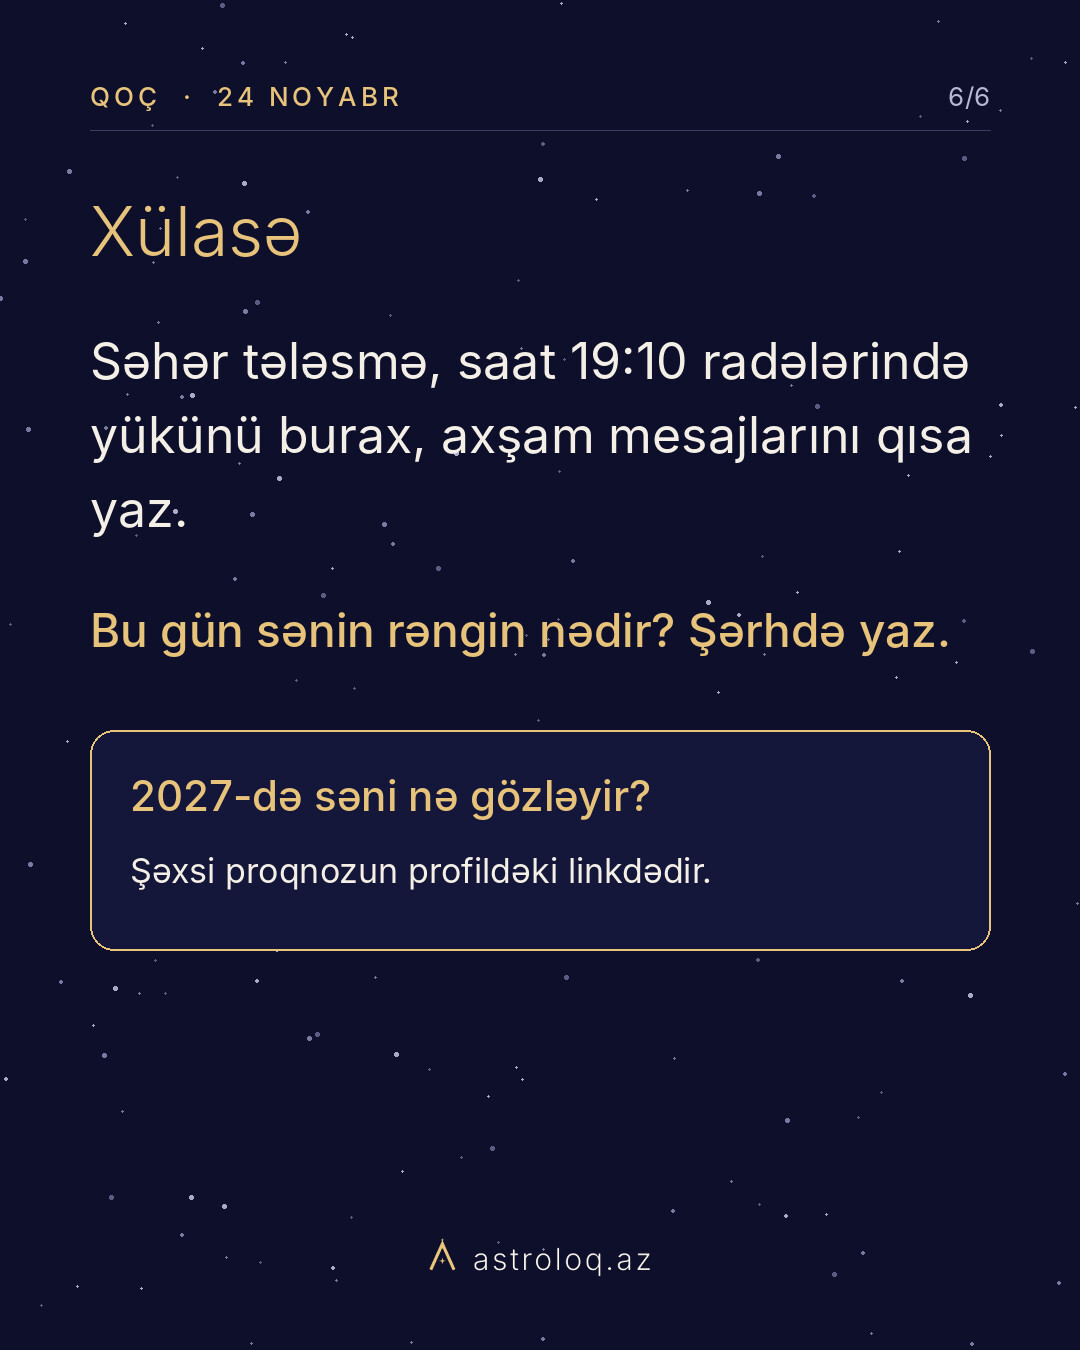 QOÇ · 24 NOYABR
6/6
Xülasə
Səhər tələsmə, saat 19:10 radələrində
yükünü burax, axşam mesajlarını qısa
yaz.
Bu gün sənin rəngin nədir? Şərhdə yaz.
2027-də səni nə gözləyir?
Şəxsi proqnozun profildəki linkdədir.
astroloq.az